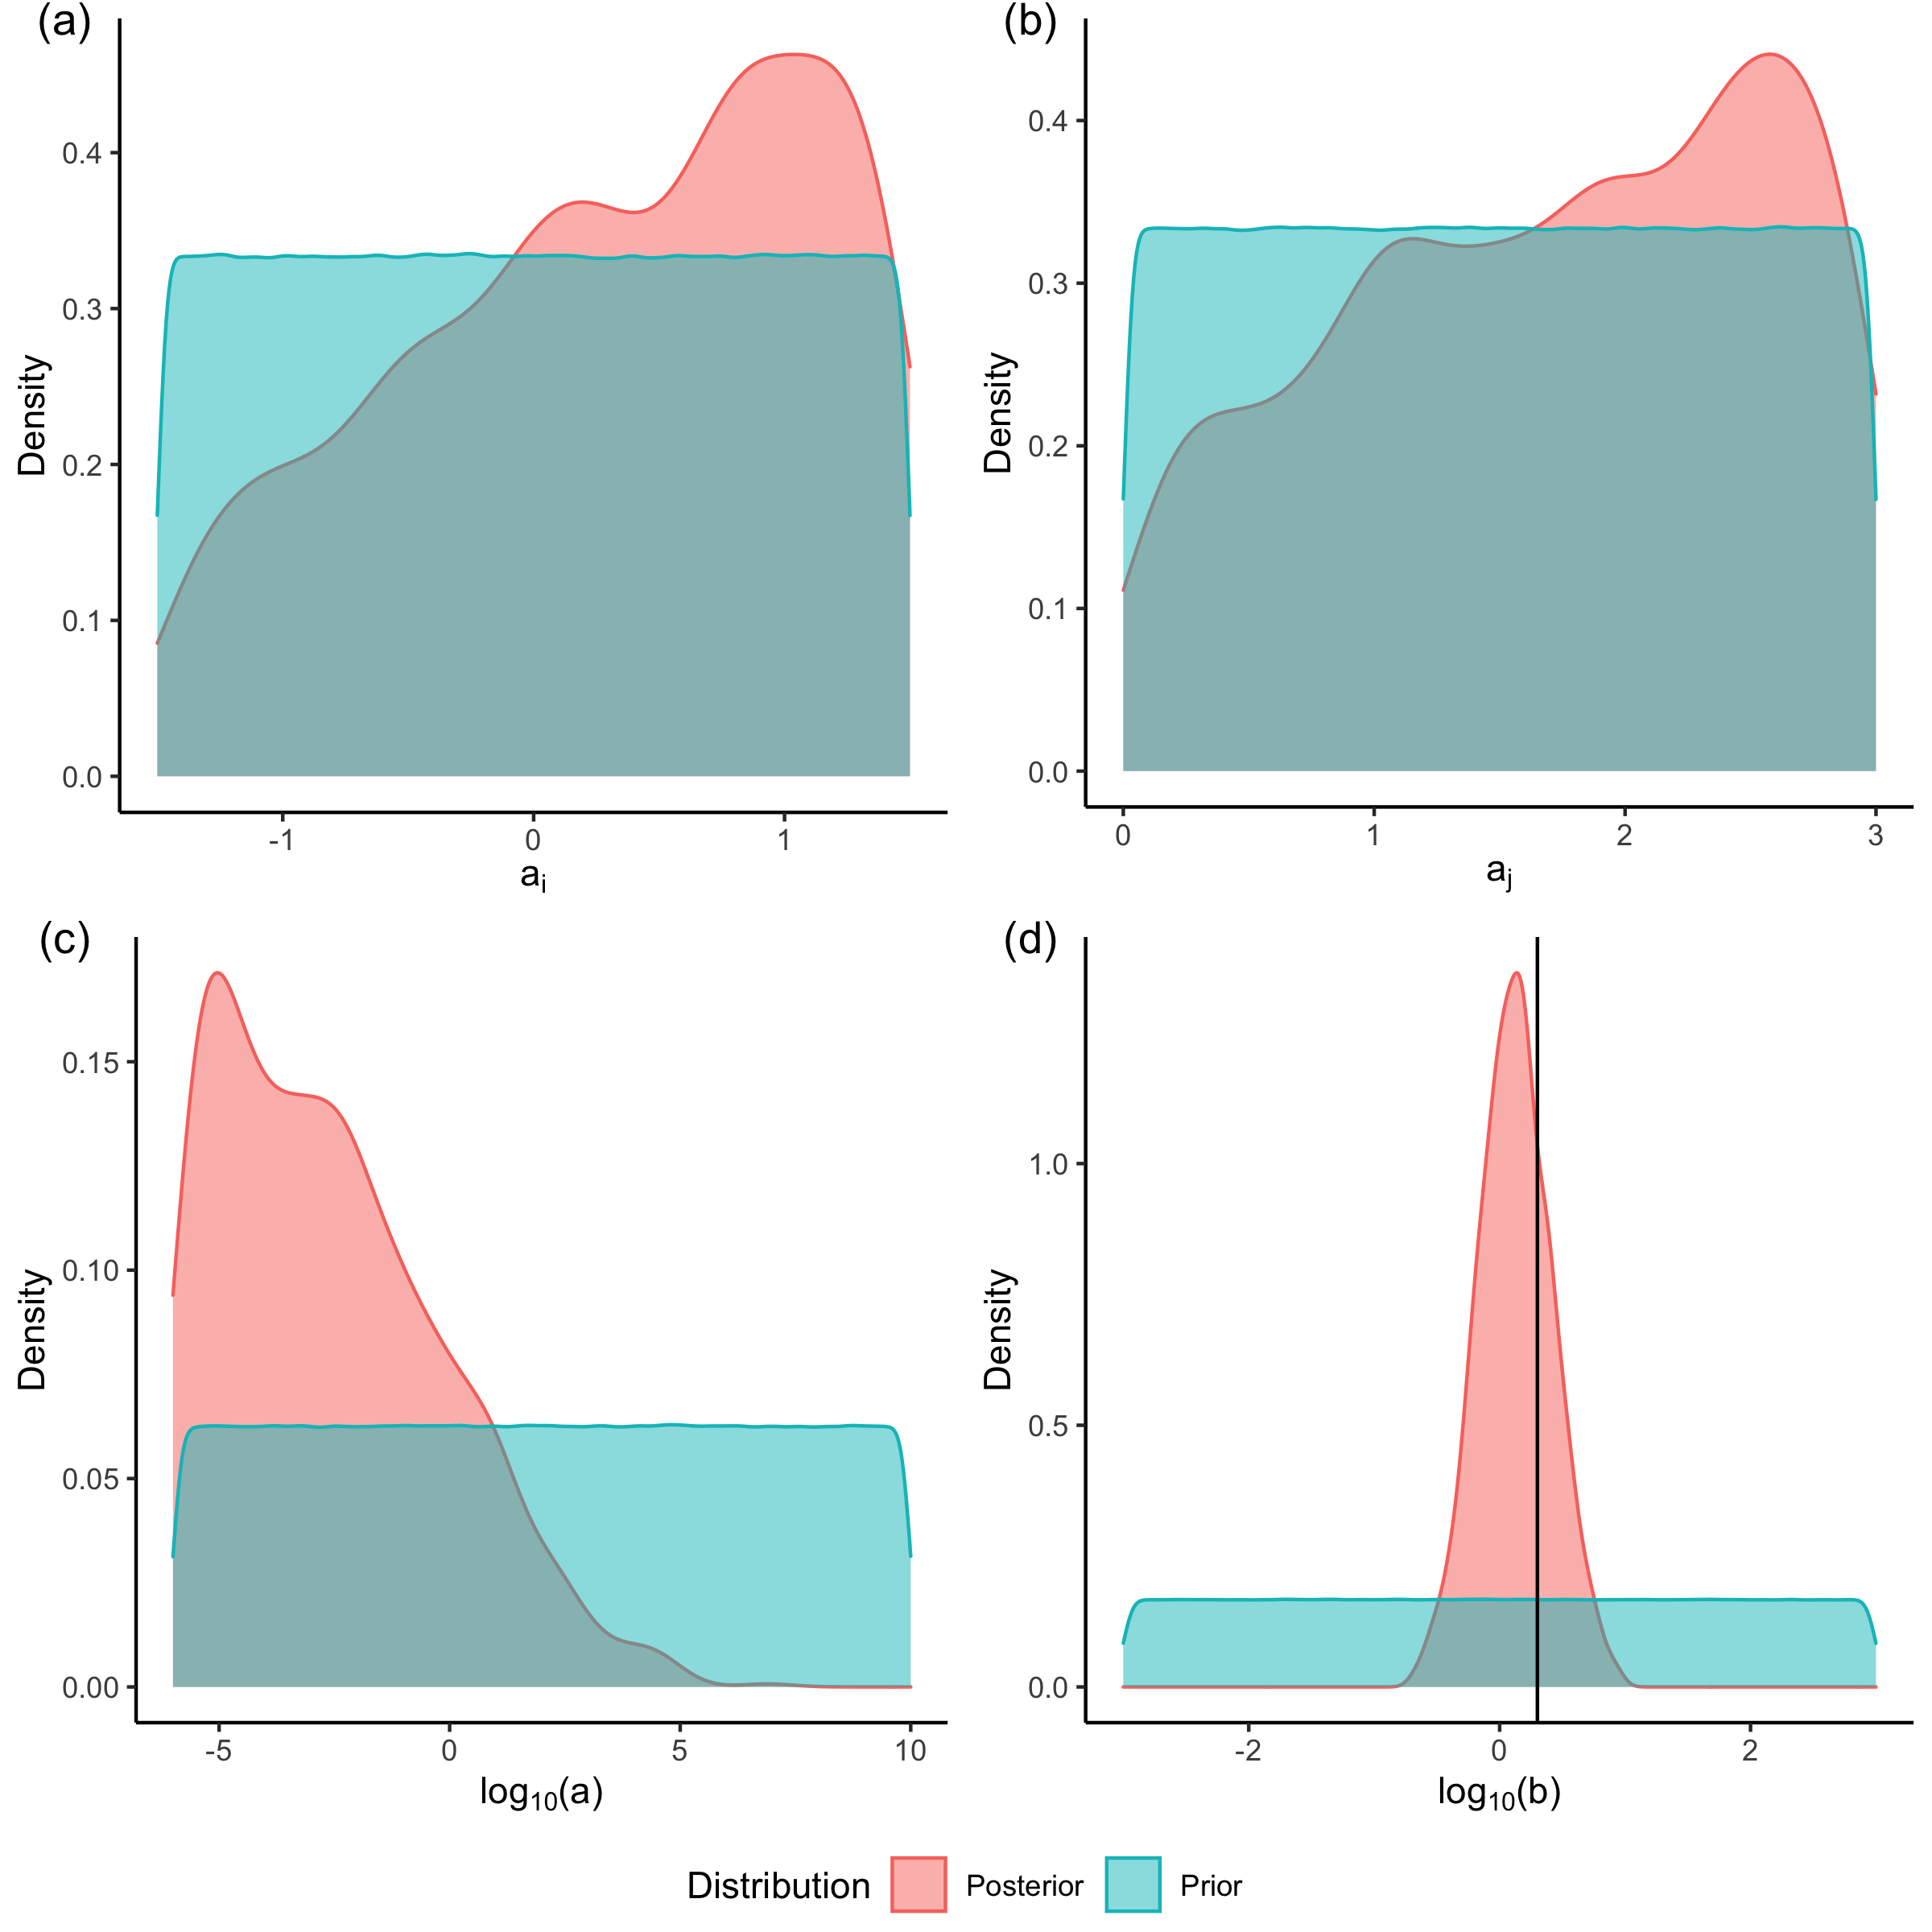 (a)
Density
0.4
0.3
0.2
0.1
0.0
-1 0 1
aᵢ
(b)
Density
0.4
0.3
0.2
0.1
0.0
0 1 2 3
aⱼ
(c)
Density
0.15
0.10
0.05
0.00
-5 0 5 10
log₁₀(a)
(d)
Density
1.0
0.5
0.0
-2 0 2
log₁₀(b)
Distribution Posterior Prior